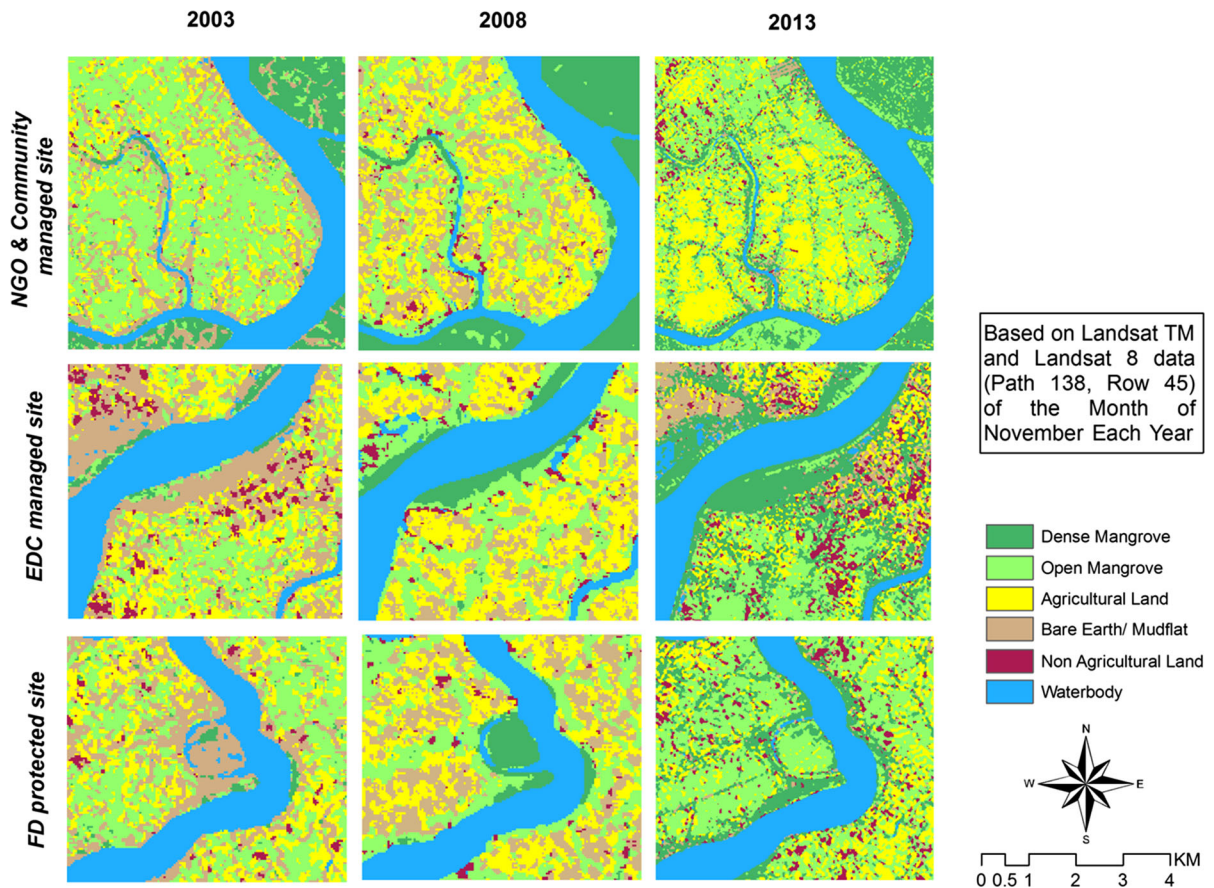 2003 2008 2013
NGO & Community
managed site
EDC managed site
FD protected site
Based on Landsat TM
and Landsat 8 data
(Path 138, Row 45)
of the Month of
November Each Year
Dense Mangrove
Open Mangrove
Agricultural Land
Bare Earth/ Mudflat
Non Agricultural Land
Waterbody
N
W E
S
KM
0 0.5 1 2 3 4